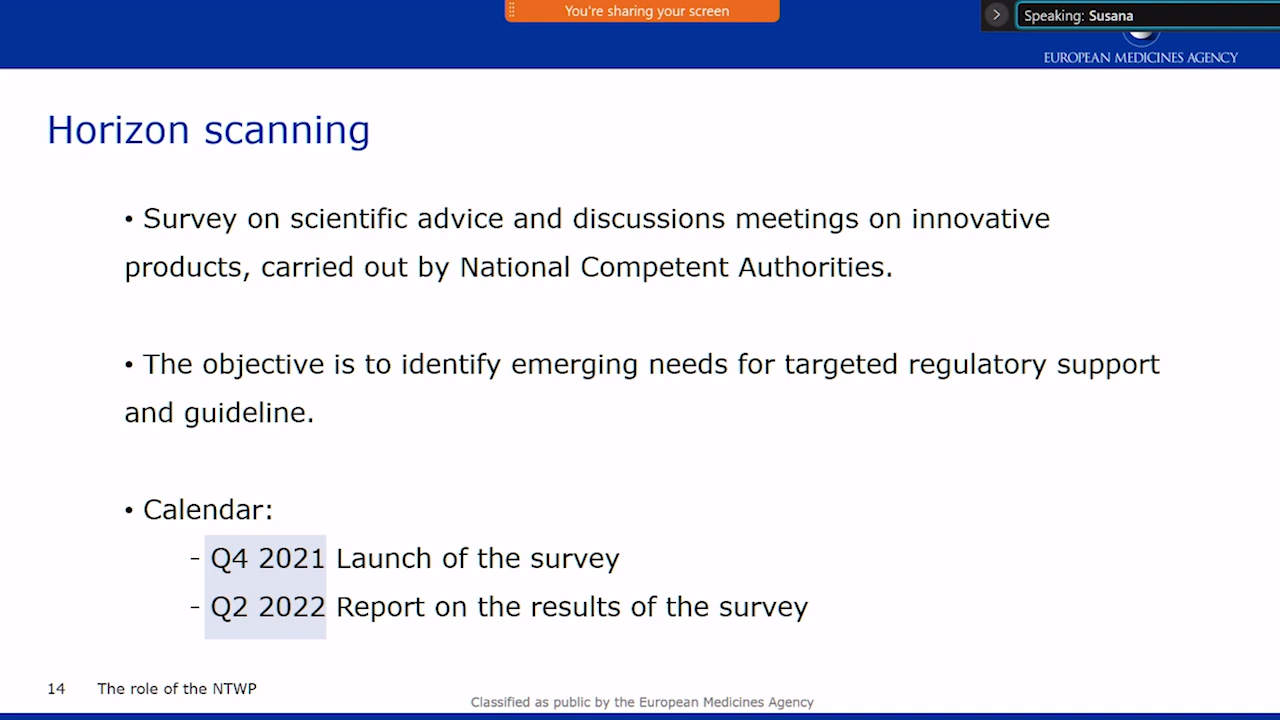 You're sharing your screen
Speaking: Susana
EUROPEAN MEDICINES AGENCY
Horizon scanning
• Survey on scientific advice and discussions meetings on innovative
products, carried out by National Competent Authorities.
• The objective is to identify emerging needs for targeted regulatory support
and guideline.
• Calendar:
- Q4 2021 Launch of the survey
- Q2 2022 Report on the results of the survey
14 The role of the NTWP
Classified as public by the European Medicines Agency